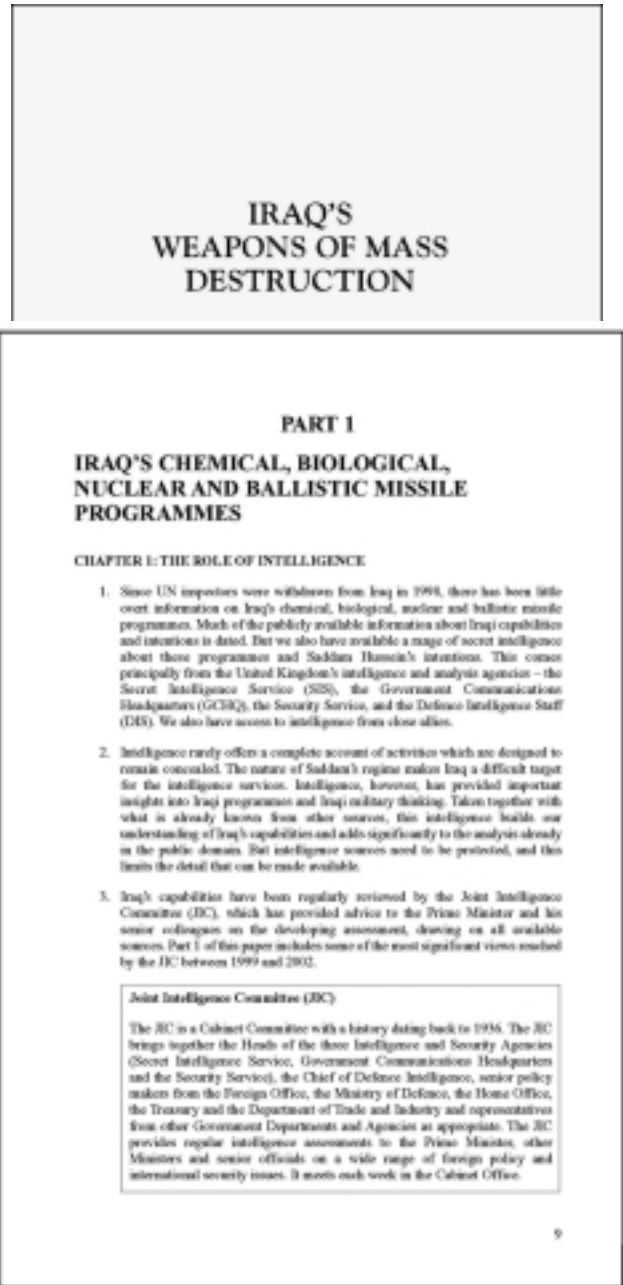 IRAQ'S
WEAPONS OF MASS
DESTRUCTION
PART 1
IRAQ'S CHEMICAL, BIOLOGICAL,
NUCLEAR AND BALLISTIC MISSILE
PROGRAMMES
CHAPTER 1: THE ROLE OF INTELLIGENCE
1. Since UN inspectors were withdrawn from Iraq in 1998, there has been little
overt information on Iraq's chemical, biological, nuclear and ballistic missile
programmes. Much of the publicly available information about Iraqi capabilities
and intentions is dated. But we also have available a range of secret intelligence
about these programmes and Saddam Hussein's intentions. This comes
principally from the United Kingdom's intelligence and analysis agencies – the
Secret Intelligence Service (SIS), the Government Communications
Headquarters (GCHQ), the Security Service, and the Defence Intelligence Staff
(DIS). We also have access to intelligence from close allies.
2. Intelligence rarely offers a complete account of activities which are designed to
remain concealed. The nature of Saddam's regime makes Iraq a difficult target
for the intelligence services. Intelligence, however, has provided important
insights into Iraqi programmes and Iraqi military thinking. Taken together with
what is already known from other sources, this intelligence builds our
understanding of Iraq's capabilities and adds significantly to the analysis already
in the public domain. But intelligence sources need to be protected, and this
limits the detail that can be made available.
3. Iraq's capabilities have been regularly reviewed by the Joint Intelligence
Committee (JIC), which has provided advice to the Prime Minister and his
senior colleagues on the developing assessment, drawing on all available
sources. Part 1 of this paper includes some of the most significant views reached
by the JIC between 1999 and 2002.
Joint Intelligence Committee (JIC)
The JIC is a Cabinet Committee with a history dating back to 1936. The JIC
brings together the Heads of the three Intelligence and Security Agencies
(Secret Intelligence Service, Government Communications Headquarters
and the Security Service), the Chief of Defence Intelligence, senior policy
makers from the Foreign Office, the Ministry of Defence, the Home Office,
the Treasury and the Department of Trade and Industry and representatives
from other Government Departments and Agencies as appropriate. The JIC
provides regular intelligence assessments to the Prime Minister, other
Ministers and senior officials on a wide range of foreign policy and
international security issues. It meets each week in the Cabinet Office.
9